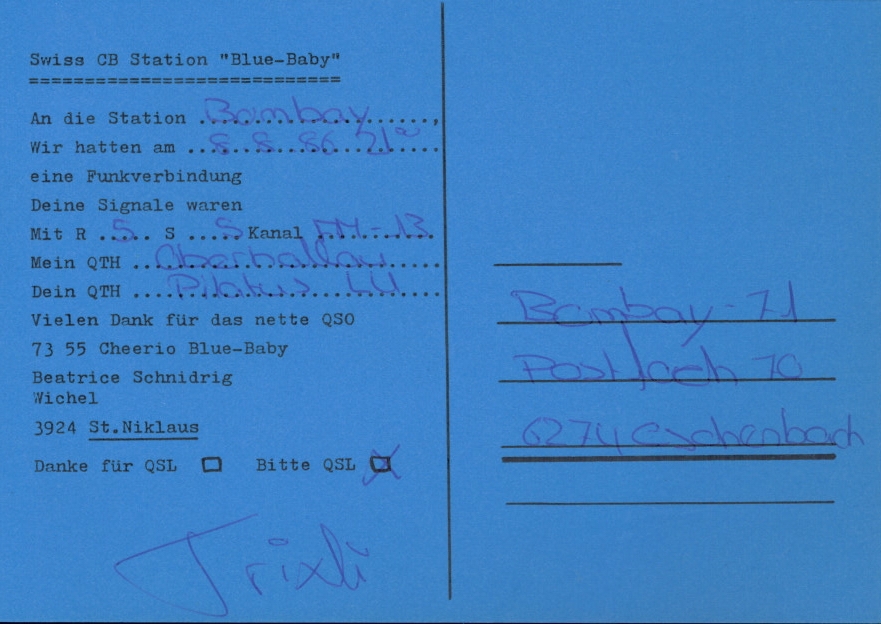 Swiss CB Station "Blue-Baby"
============================
An die Station Bombay
Wir hatten am 8.8.86 21°°
eine Funkverbindung
Deine Signale waren
Mit R 5 S 5 Kanal FM-13
Mein QTH Oberhallau
Dein QTH Pilatus LU
Vielen Dank für das nette QSO
73 55 Cheerio Blue-Baby
Beatrice Schnidrig
Wichel
3924 St.Niklaus
Danke für QSL ☐ Bitte QSL ☒
Trixli
Bombay-71
Postfach 70
6274 Eschenbach